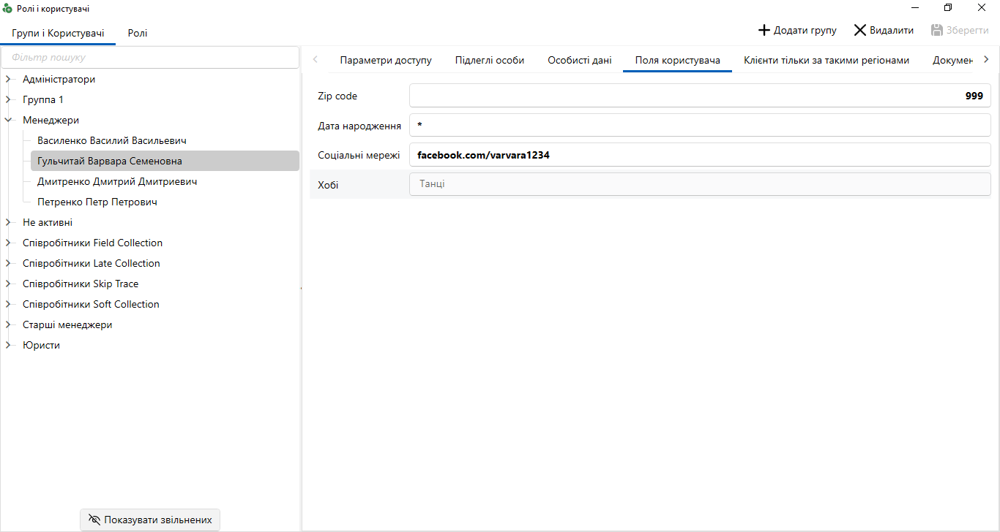 Ролі і користувачі
Групи і Користувачі Ролі
Додати групу Видалити Зберегти
Фільтр пошуку
Параметри доступу Підлеглі особи Особисті дані Поля користувача Клієнти тільки за такими регіонами Докумен
Адміністратори
Группа 1
Менеджери
Василенко Василий Васильевич
Гульчитай Варвара Семеновна
Дмитренко Дмитрий Дмитриевич
Петренко Петр Петрович
Не активні
Співробітники Field Collection
Співробітники Late Collection
Співробітники Skip Trace
Співробітники Soft Collection
Старші менеджери
Юристи
Показувати звільнених
Zip code 999
Дата народження *
Соціальні мережі facebook.com/varvara1234
Хобі Танці